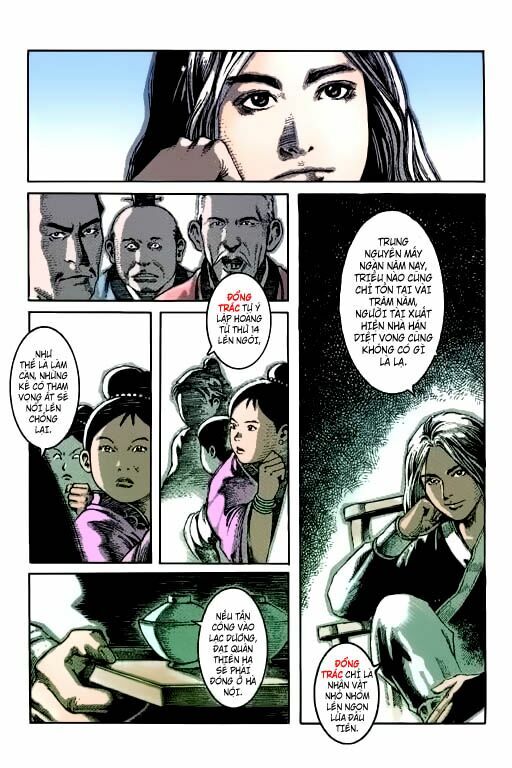 TRUNG
NGUYÊN MẤY
NGÀN NĂM NAY,
TRIỀU NÀO CŨNG
CHỈ TỒN TẠI VÀI
TRĂM NĂM,
NGƯỜI TÀI XUẤT
HIỆN NHÀ HÁN
DIỆT VONG CŨNG
KHÔNG CÓ GÌ
LẠ LẠ.
ĐỔNG
TRÁC TỰ Ý
LẬP HOÀNG
TỬ THỨ 14
LÊN NGÔI,
NHƯ
THẾ LÀ LÀM
CÀN, NHỮNG
KẺ CÓ THAM
VỌNG ẮT SẼ
NỔI LÊN
CHỐNG
LẠI.
NẾU TẤN
CÔNG VÀO
LẠC DƯƠNG,
ĐẠI QUÂN
THIÊN HẠ
SẼ PHẢI
ĐÓNG Ở HÀ
NỘI.
ĐỔNG
TRÁC CHỈ LÀ
NHÂN VẬT
NHỎ NHÓM
LÊN NGỌN
LỬA ĐẦU
TIÊN.